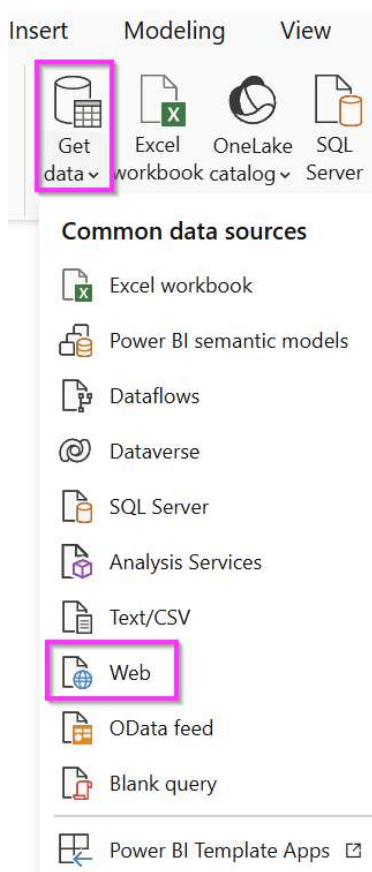 Insert Modeling View
Get data Excel workbook OneLake catalog SQL Server
Common data sources
Excel workbook
Power BI semantic models
Dataflows
Dataverse
SQL Server
Analysis Services
Text/CSV
Web
OData feed
Blank query
Power BI Template Apps